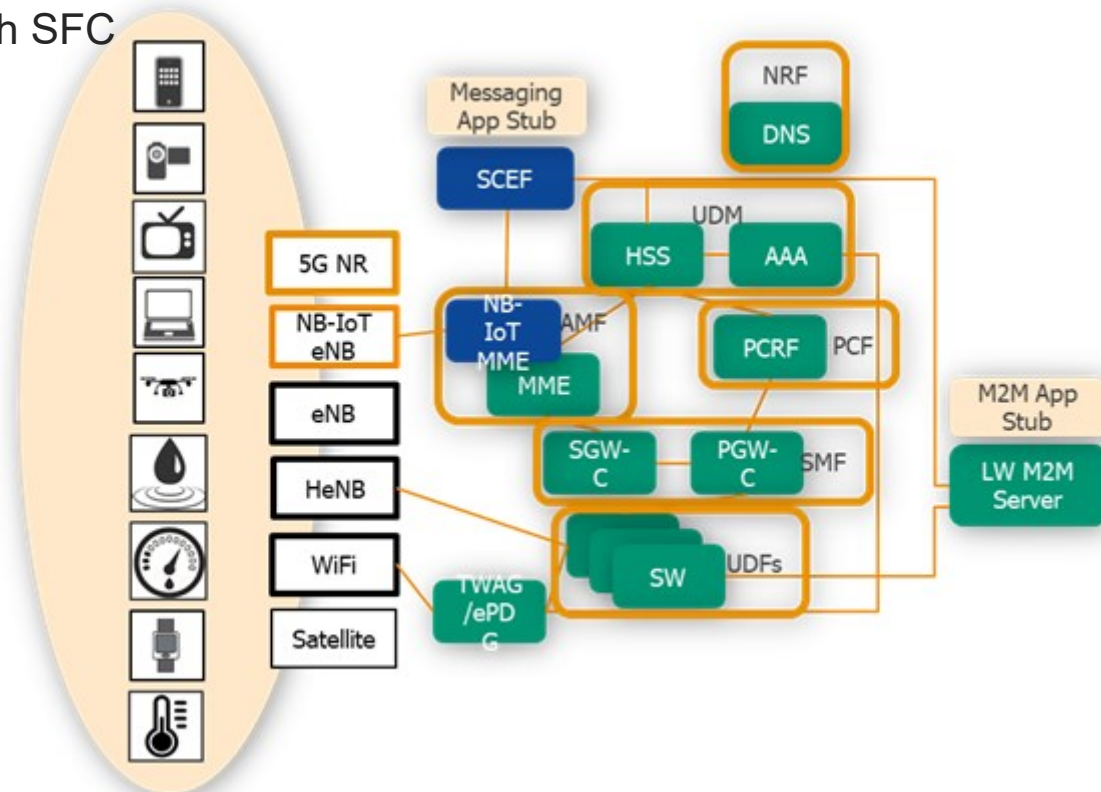 h SFC
NRF
DNS
Messaging
App Stub
SCEF
UDM
HSS
AAA
5G NR
NB-IoT
eNB
NB-
IoT
MME
AMF
MME
PCRF
PCF
eNB
M2M App
Stub
SGW-
C
PGW-
C
SMF
LW M2M
Server
HeNB
WiFi
SW
UDFs
TWAG
/ePD
G
Satellite